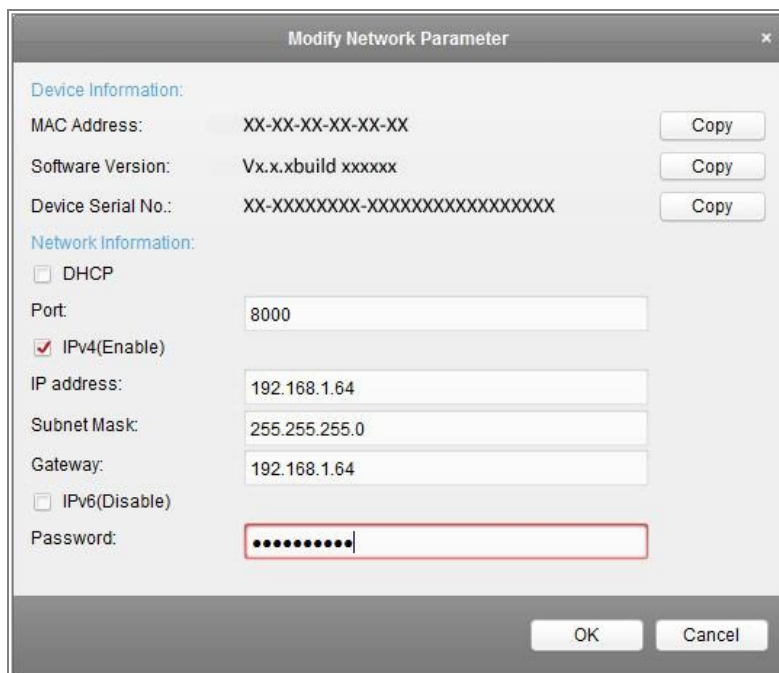 Modify Network Parameter ×
Device Information:
MAC Address: XX-XX-XX-XX-XX-XX Copy
Software Version: Vx.x.xbuild xxxxxx Copy
Device Serial No.: XX-XXXXXXXX-XXXXXXXXXXXXXXXXX Copy
Network Information:
DHCP
Port: 8000
IPv4(Enable)
IP address: 192.168.1.64
Subnet Mask: 255.255.255.0
Gateway: 192.168.1.64
IPv6(Disable)
Password: ●●●●●●●●●●
OK Cancel